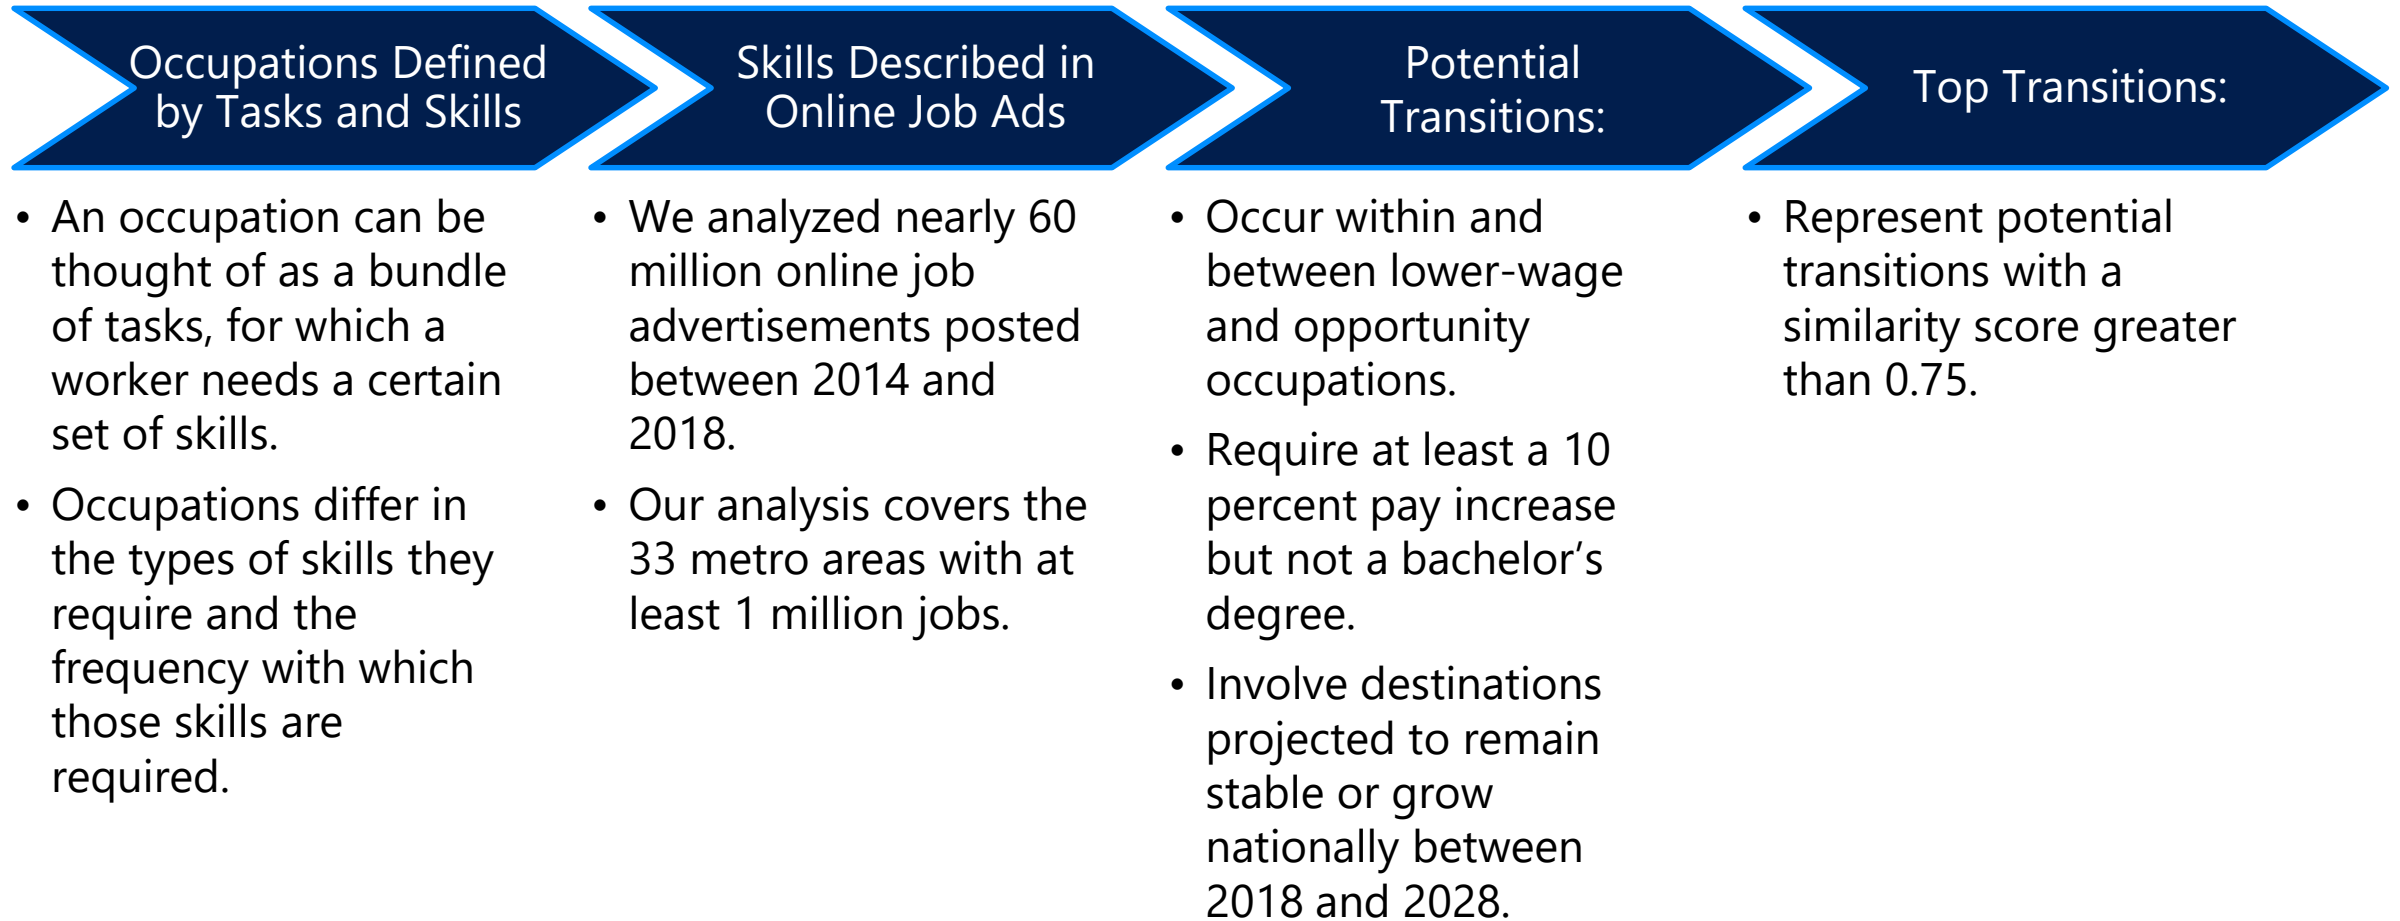 Occupations Defined
by Tasks and Skills
• An occupation can be
thought of as a bundle
of tasks, for which a
worker needs a certain
set of skills.
• Occupations differ in
the types of skills they
require and the
frequency with which
those skills are
required.
Skills Described in
Online Job Ads
• We analyzed nearly 60
million online job
advertisements posted
between 2014 and
2018.
• Our analysis covers the
33 metro areas with at
least 1 million jobs.
Potential
Transitions:
• Occur within and
between lower-wage
and opportunity
occupations.
• Require at least a 10
percent pay increase
but not a bachelor’s
degree.
• Involve destinations
projected to remain
stable or grow
nationally between
2018 and 2028.
Top Transitions:
• Represent potential
transitions with a
similarity score greater
than 0.75.